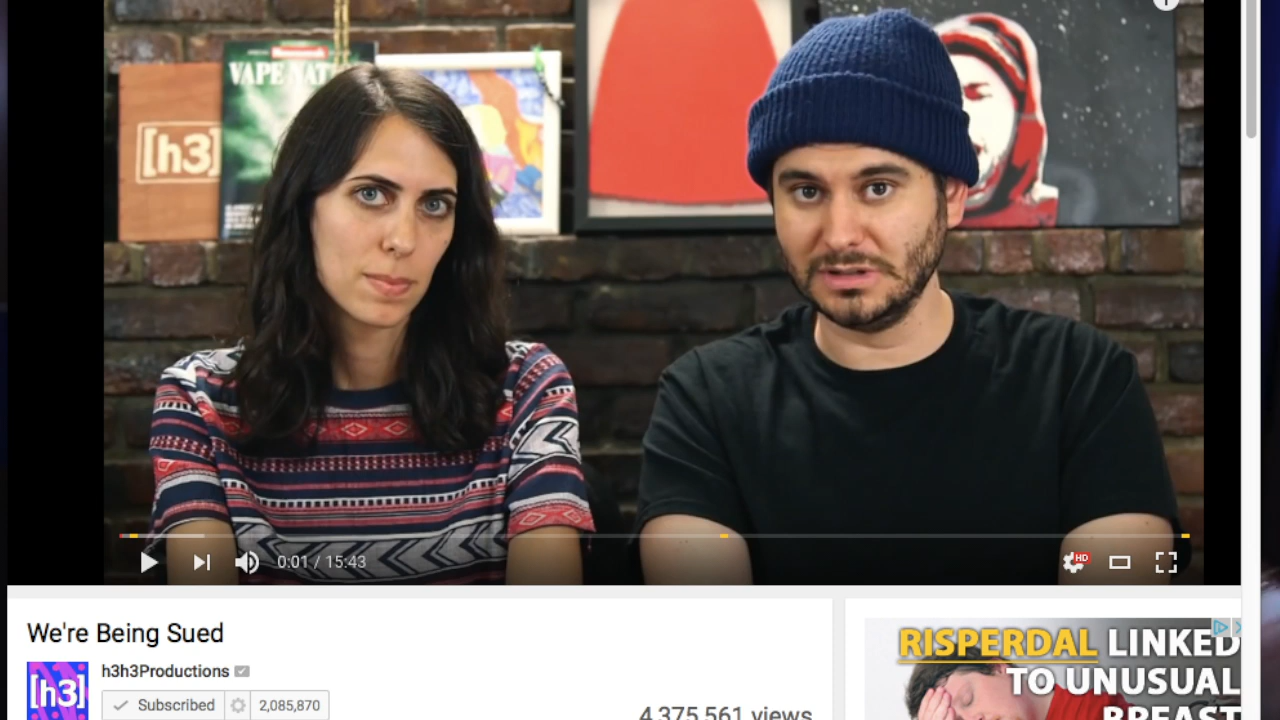 [h3]
VAPE NAT
0:01 / 15:43
HD
We're Being Sued
h3h3Productions
[h3]
Subscribed
2,085,870
4,375,561 views
RISPERDAL LINKED
TO UNUSUAL
BREAST